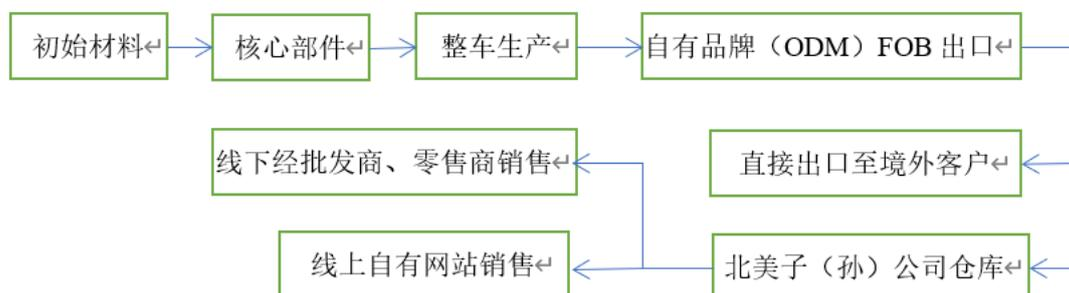 初始材料↵
核心部件↵
整车生产↵
自有品牌（ODM）FOB 出口↵
线下经批发商、零售商销售↵
直接出口至境外客户↵
线上自有网站销售↵
北美子（孙）公司仓库↵